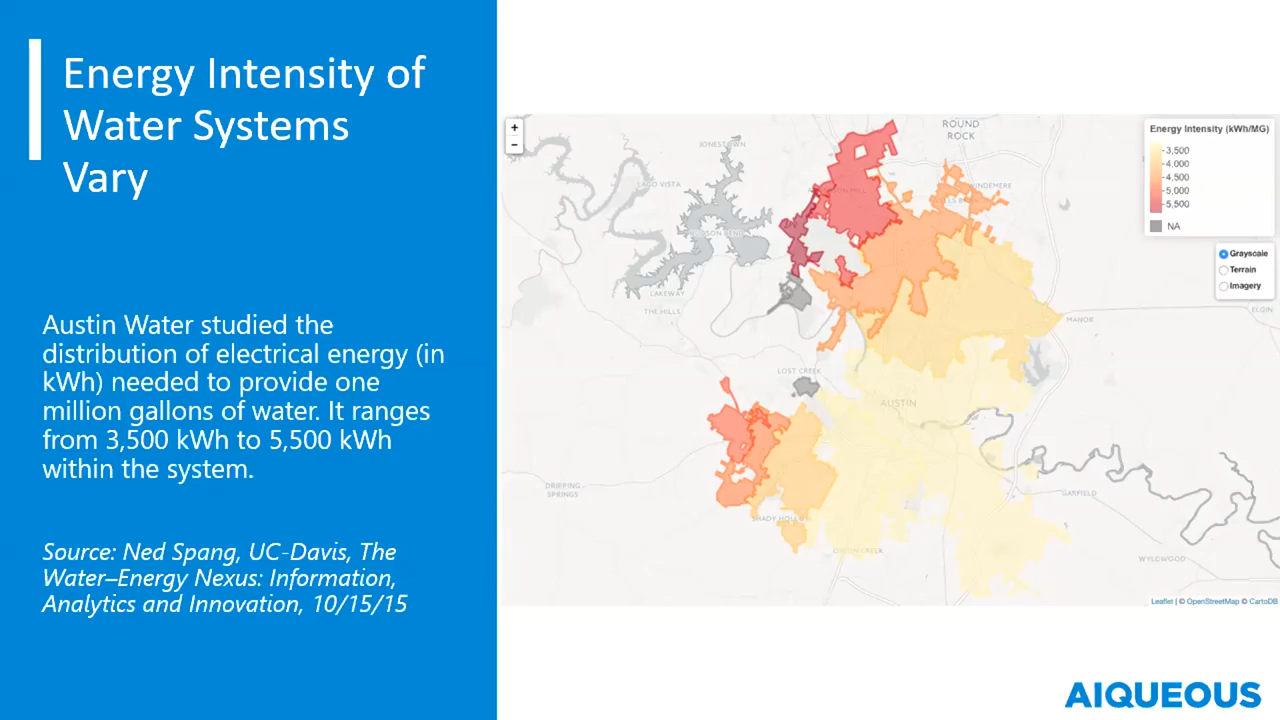 Energy Intensity of
Water Systems
Vary
Austin Water studied the
distribution of electrical energy (in
kWh) needed to provide one
million gallons of water. It ranges
from 3,500 kWh to 5,500 kWh
within the system.
Source: Ned Spang, UC-Davis, The
Water–Energy Nexus: Information,
Analytics and Innovation, 10/15/15
+
-
ROUND
ROCK
JONESTOWN
LAGO VISTA
LAKEWAY
THE HILLS
LOST CREEK
AUSTIN
MANOR
ELGIN
DRIPPING
SPRINGS
GARFIELD
WYLDWOOD
Energy Intensity (kWh/MG)
3,500
4,000
4,500
5,000
5,500
NA
Grayscale
Terrain
Imagery
Leaflet | © OpenStreetMap © CartoDB
AIQUEOUS